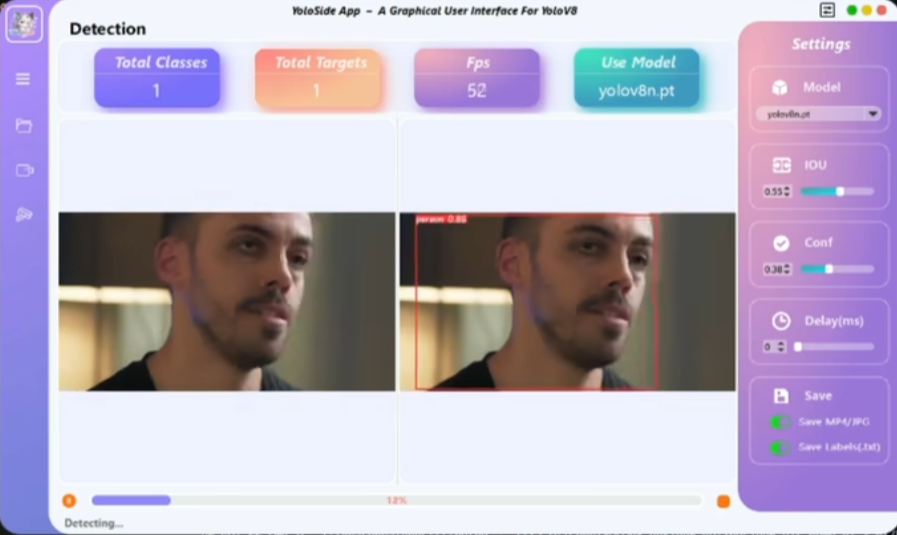 YoloSide App – A Graphical User Interface For YoloV8
Detection
Total Classes
1
Total Targets
1
Fps
52
Use Model
yolov8n.pt
Settings
Model
yolov8n.pt
IOU
0.55
Conf
0.38
Delay(ms)
0
Save
Save MP4/JPG
Save Labels(.txt)
person 0.86
12%
Detecting...